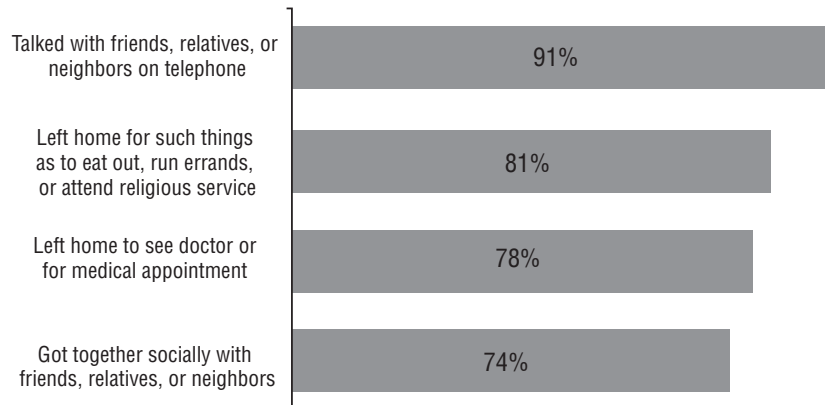 Talked with friends, relatives, or
neighbors on telephone
91%
Left home for such things
as to eat out, run errands,
or attend religious service
81%
Left home to see doctor or
for medical appointment
78%
Got together socially with
friends, relatives, or neighbors
74%